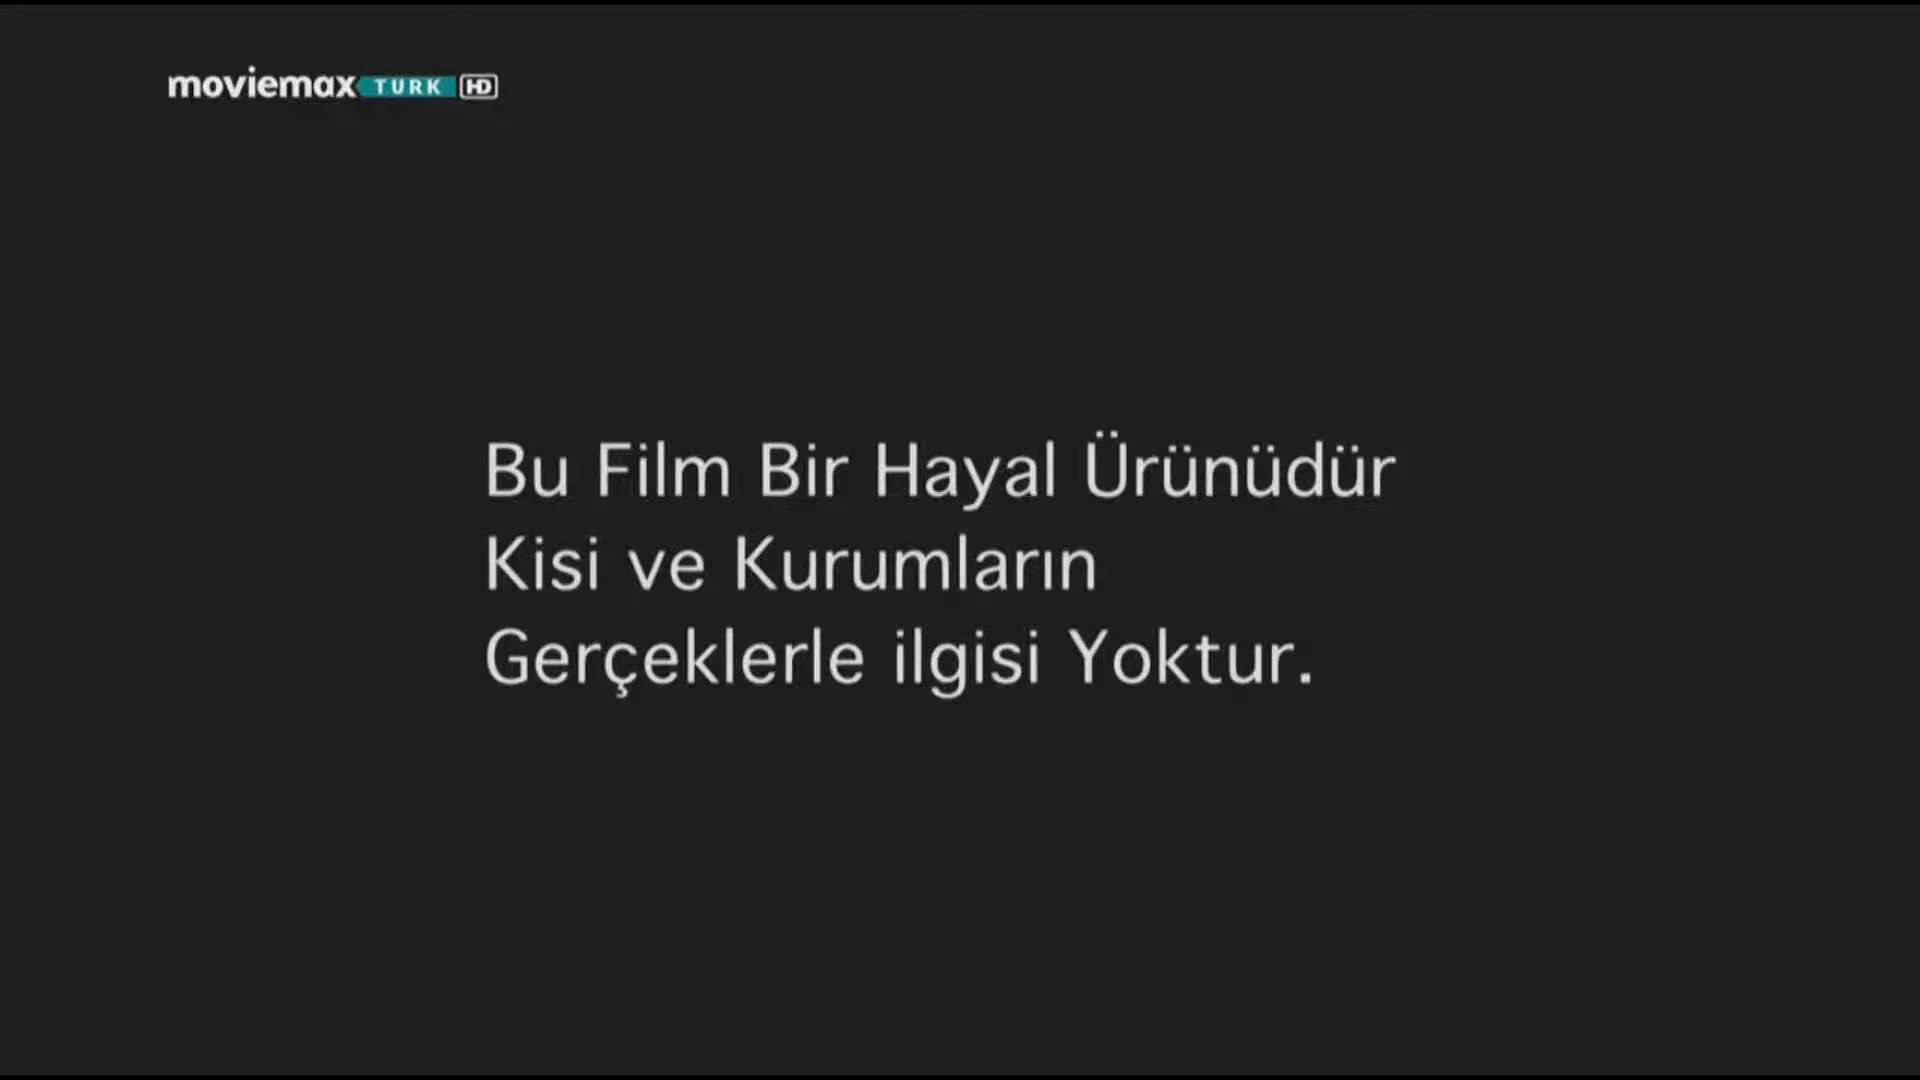 moviemax TURK HD
Bu Film Bir Hayal Ürünüdür
Kisi ve Kurumların
Gerçeklerle ilgisi Yoktur.